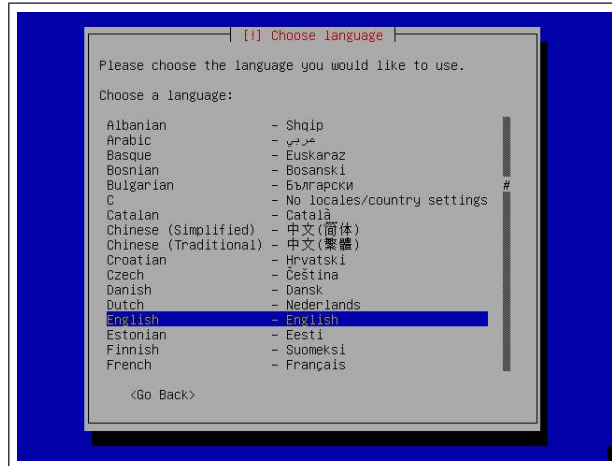 [!] Choose language
Please choose the language you would like to use.
Choose a language:
Albanian - Shqip
Arabic - عربي
Basque - Euskaraz
Bosnian - Bosanski
Bulgarian - Български
C - No locales/country settings
Catalan - Català
Chinese (Simplified) - 中文(简体)
Chinese (Traditional) - 中文(繁體)
Croatian - Hrvatski
Czech - Čeština
Danish - Dansk
Dutch - Nederlands
English - English
Estonian - Eesti
Finnish - Suomeksi
French - Français
<Go Back>